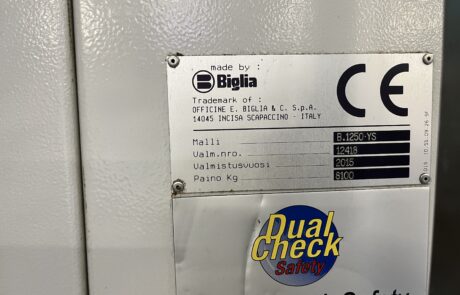 made by :
Biglia
CE
Trademark of :
OFFICINE E. BIGLIA & C. S.p.A.
14045 INCISA SCAPACCINO - ITALY
Malli B.1250-YS
Valm.nro. 12418
Valmistusvuosi 2015
Paino Kg 8100
Dual
Check
Safety